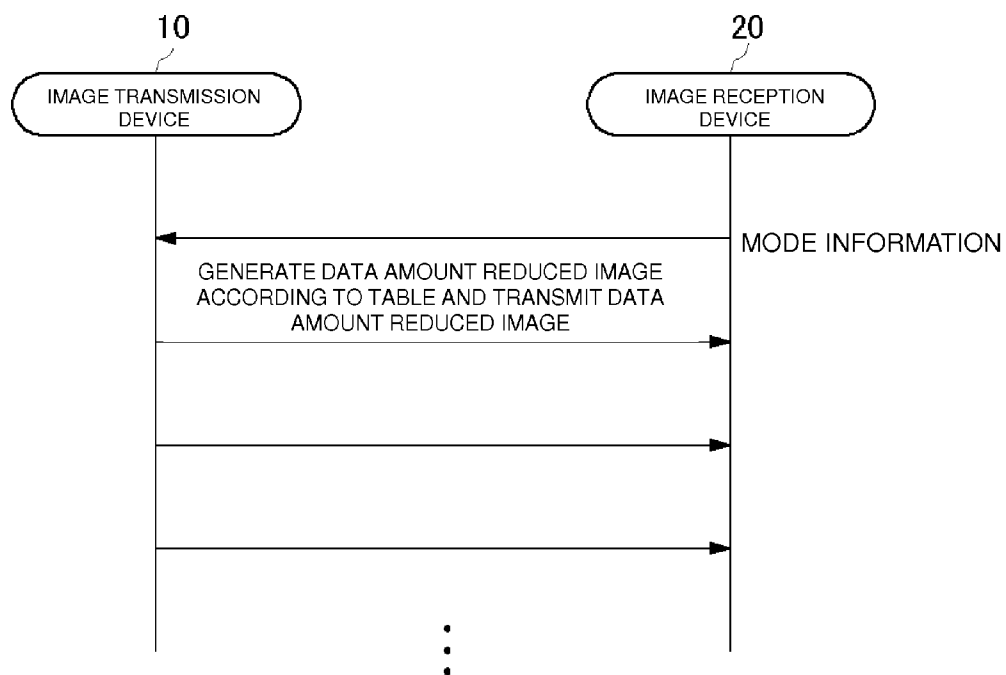 10
20
IMAGE TRANSMISSION
DEVICE
IMAGE RECEPTION
DEVICE
MODE INFORMATION
GENERATE DATA AMOUNT REDUCED IMAGE
ACCORDING TO TABLE AND TRANSMIT DATA
AMOUNT REDUCED IMAGE